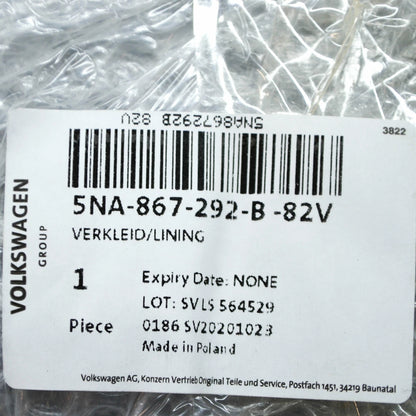 5NA867292B 82V
3822
5NA-867-292-B -82V
VERKLEID/LINING
VOLKSWAGEN
GROUP
1
Expiry Date: NONE
LOT: SVLS 564529
Piece
0186 SV20201023
Made in Poland
Volkswagen AG, Konzern Vertrieb Original Teile und Service, Postfach 1451, 34219 Baunatal